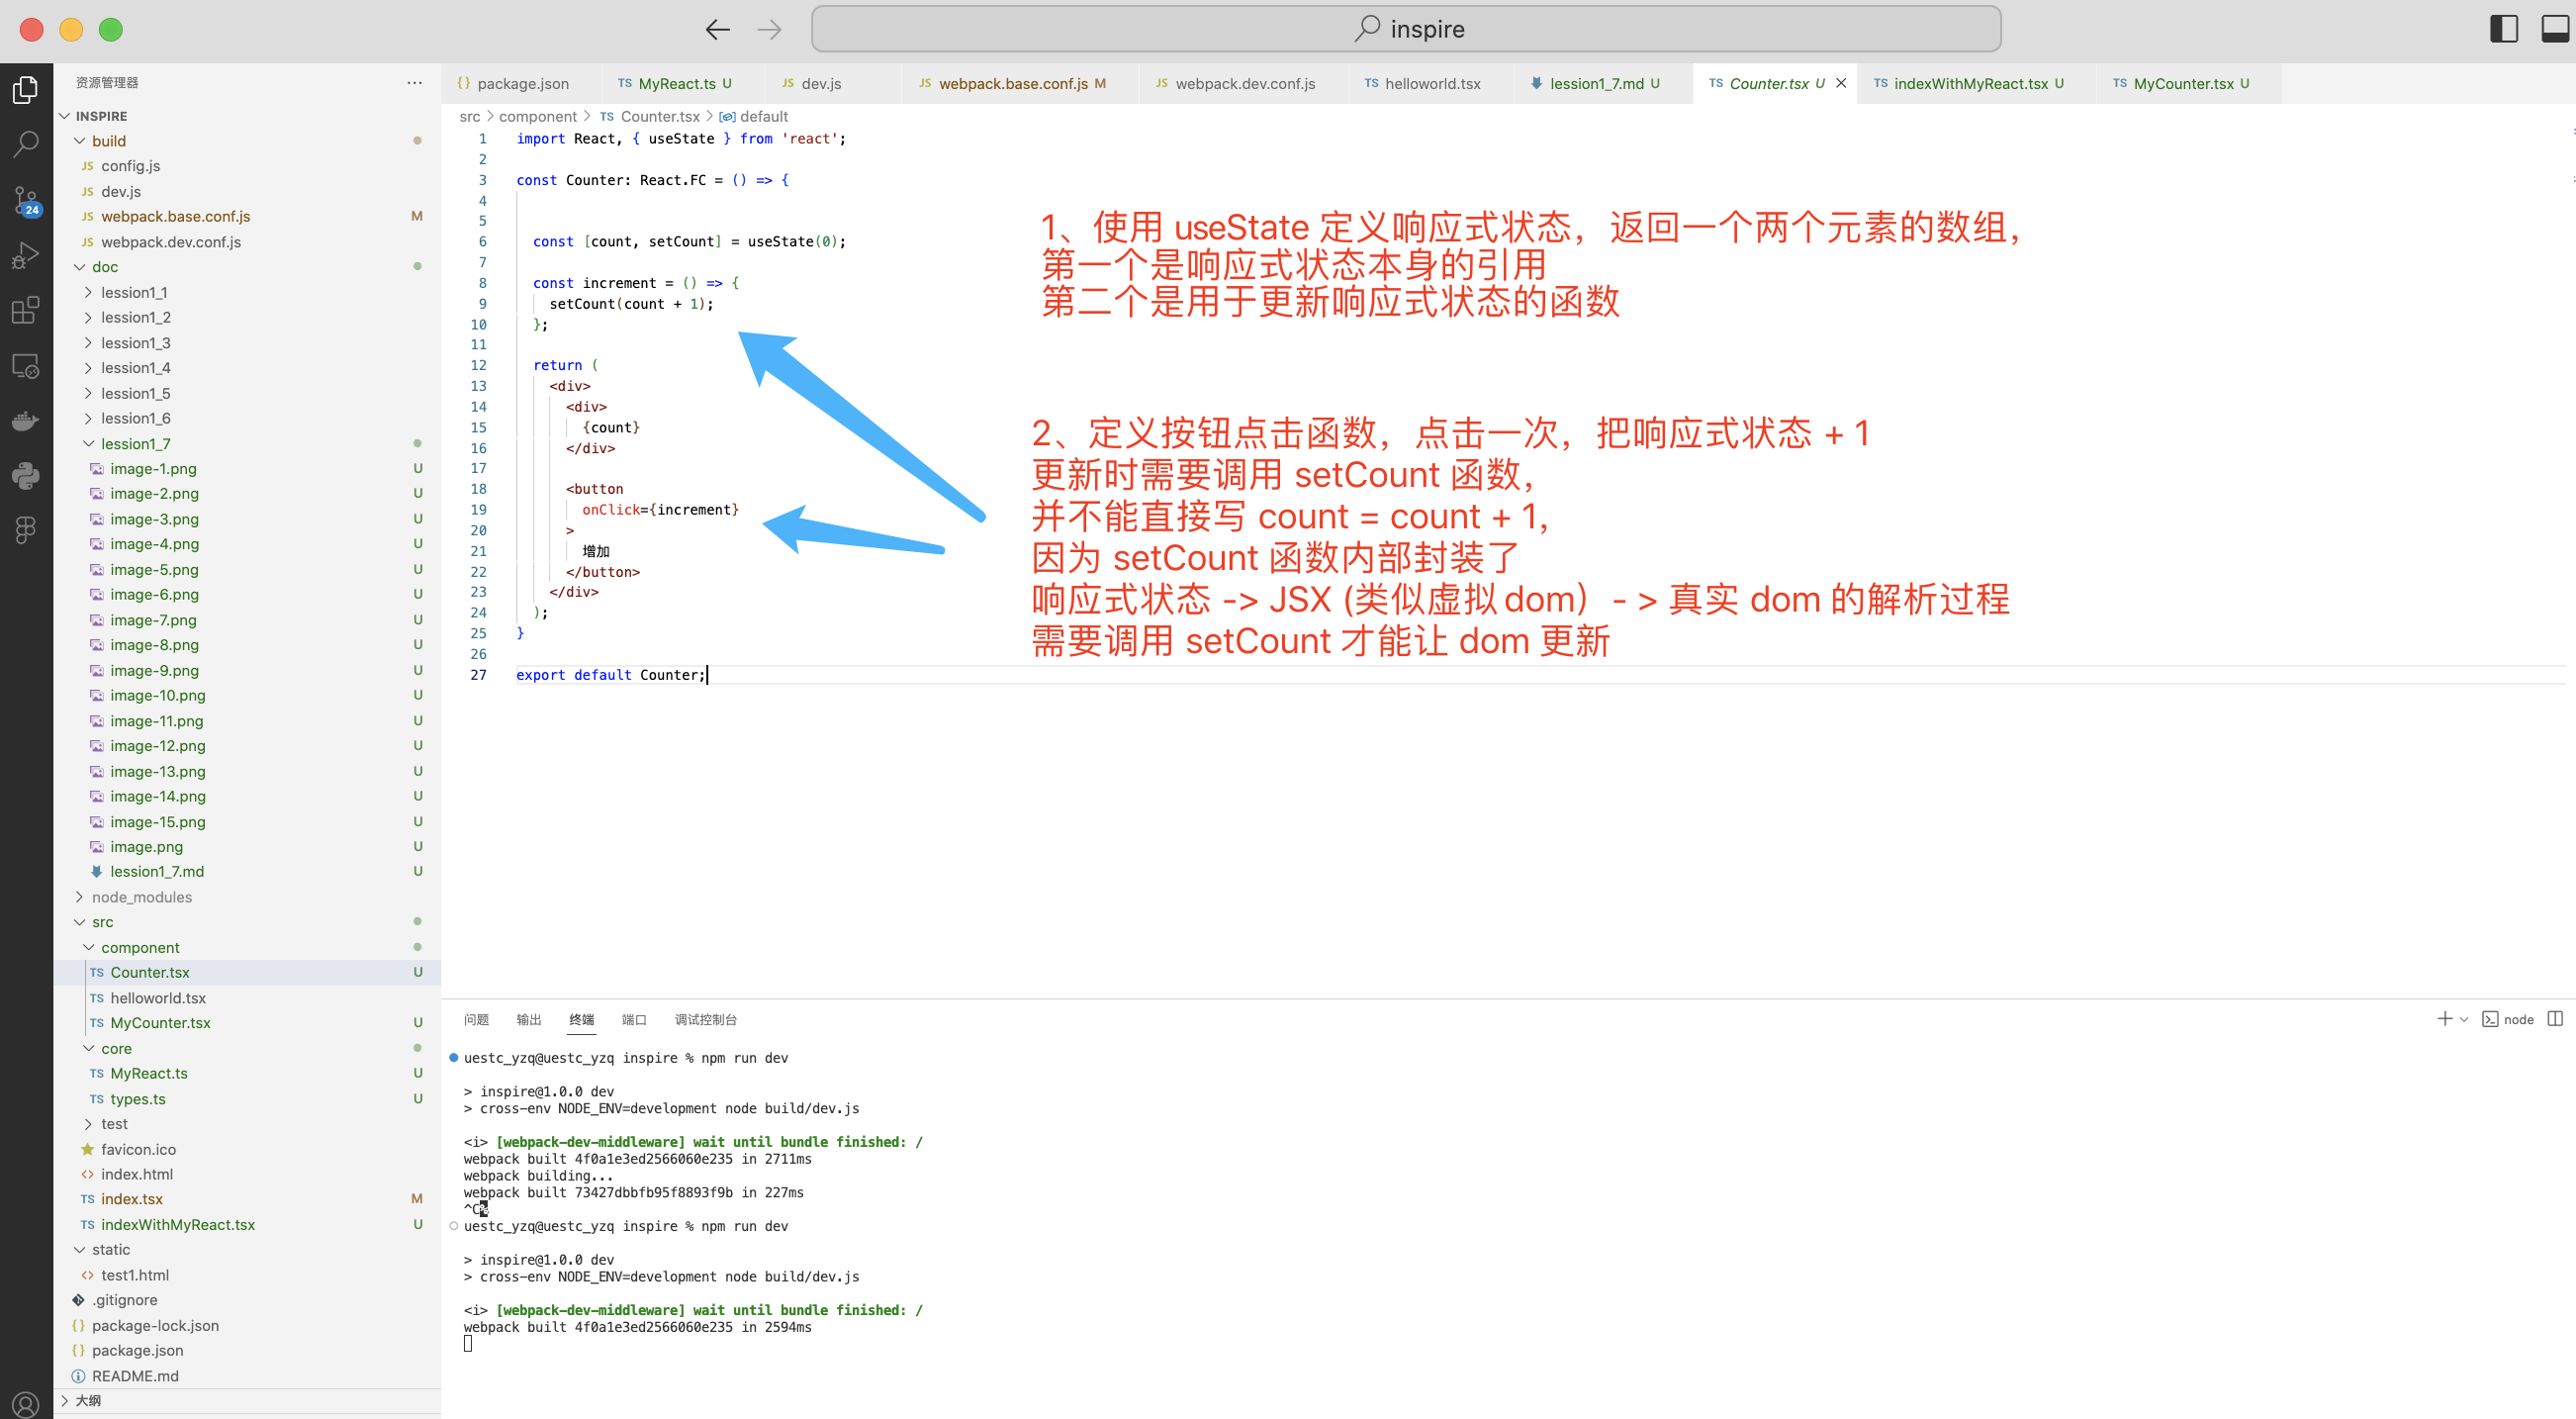 inspire
资源管理器
INSPIRE
build
JS config.js
JS dev.js
JS webpack.base.conf.js M
JS webpack.dev.conf.js
doc
lession1_1
lession1_2
lession1_3
lession1_4
lession1_5
lession1_6
lession1_7
image-1.png U
image-2.png U
image-3.png U
image-4.png U
image-5.png U
image-6.png U
image-7.png U
image-8.png U
image-9.png U
image-10.png U
image-11.png U
image-12.png U
image-13.png U
image-14.png U
image-15.png U
image.png U
lession1_7.md U
node_modules
src
component
TS Counter.tsx U
TS helloworld.tsx
TS MyCounter.tsx U
core
TS MyReact.ts U
TS types.ts U
test
favicon.ico
<> index.html
TS index.tsx M
TS indexWithMyReact.tsx U
static
<> test1.html
.gitignore
{} package-lock.json
{} package.json
README.md
大纲
24
{} package.json
TS MyReact.ts U
JS dev.js
JS webpack.base.conf.js M
JS webpack.dev.conf.js
TS helloworld.tsx
lession1_7.md U
TS Counter.tsx U
TS indexWithMyReact.tsx U
TS MyCounter.tsx U
src > component > TS Counter.tsx > default
1 import React, { useState } from 'react';
2
3 const Counter: React.FC = () => {
4
5
6 const [count, setCount] = useState(0);
7
8 const increment = () => {
9 setCount(count + 1);
10 };
11
12 return (
13 <div>
14 <div>
15 {count}
16 </div>
17
18 <button
19 onClick={increment}
20 >
21 增加
22 </button>
23 </div>
24 );
25 }
26
27 export default Counter;
1、使用 useState 定义响应式状态，返回一个两个元素的数组，
第一个是响应式状态本身的引用
第二个是用于更新响应式状态的函数
2、定义按钮点击函数，点击一次，把响应式状态 + 1
更新时需要调用 setCount 函数，
并不能直接写 count = count + 1，
因为 setCount 函数内部封装了
响应式状态 -> JSX (类似虚拟 dom） - > 真实 dom 的解析过程
需要调用 setCount 才能让 dom 更新
问题 输出 终端 端口 调试控制台
node
uestc_yzq@uestc_yzq inspire % npm run dev
> inspire@1.0.0 dev
> cross-env NODE_ENV=development node build/dev.js
<i> [webpack-dev-middleware] wait until bundle finished: /
webpack built 4f0a1e3ed2566060e235 in 2711ms
webpack building...
webpack built 73427dbbfb95f8893f9b in 227ms
^C
uestc_yzq@uestc_yzq inspire % npm run dev
> inspire@1.0.0 dev
> cross-env NODE_ENV=development node build/dev.js
<i> [webpack-dev-middleware] wait until bundle finished: /
webpack built 4f0a1e3ed2566060e235 in 2594ms